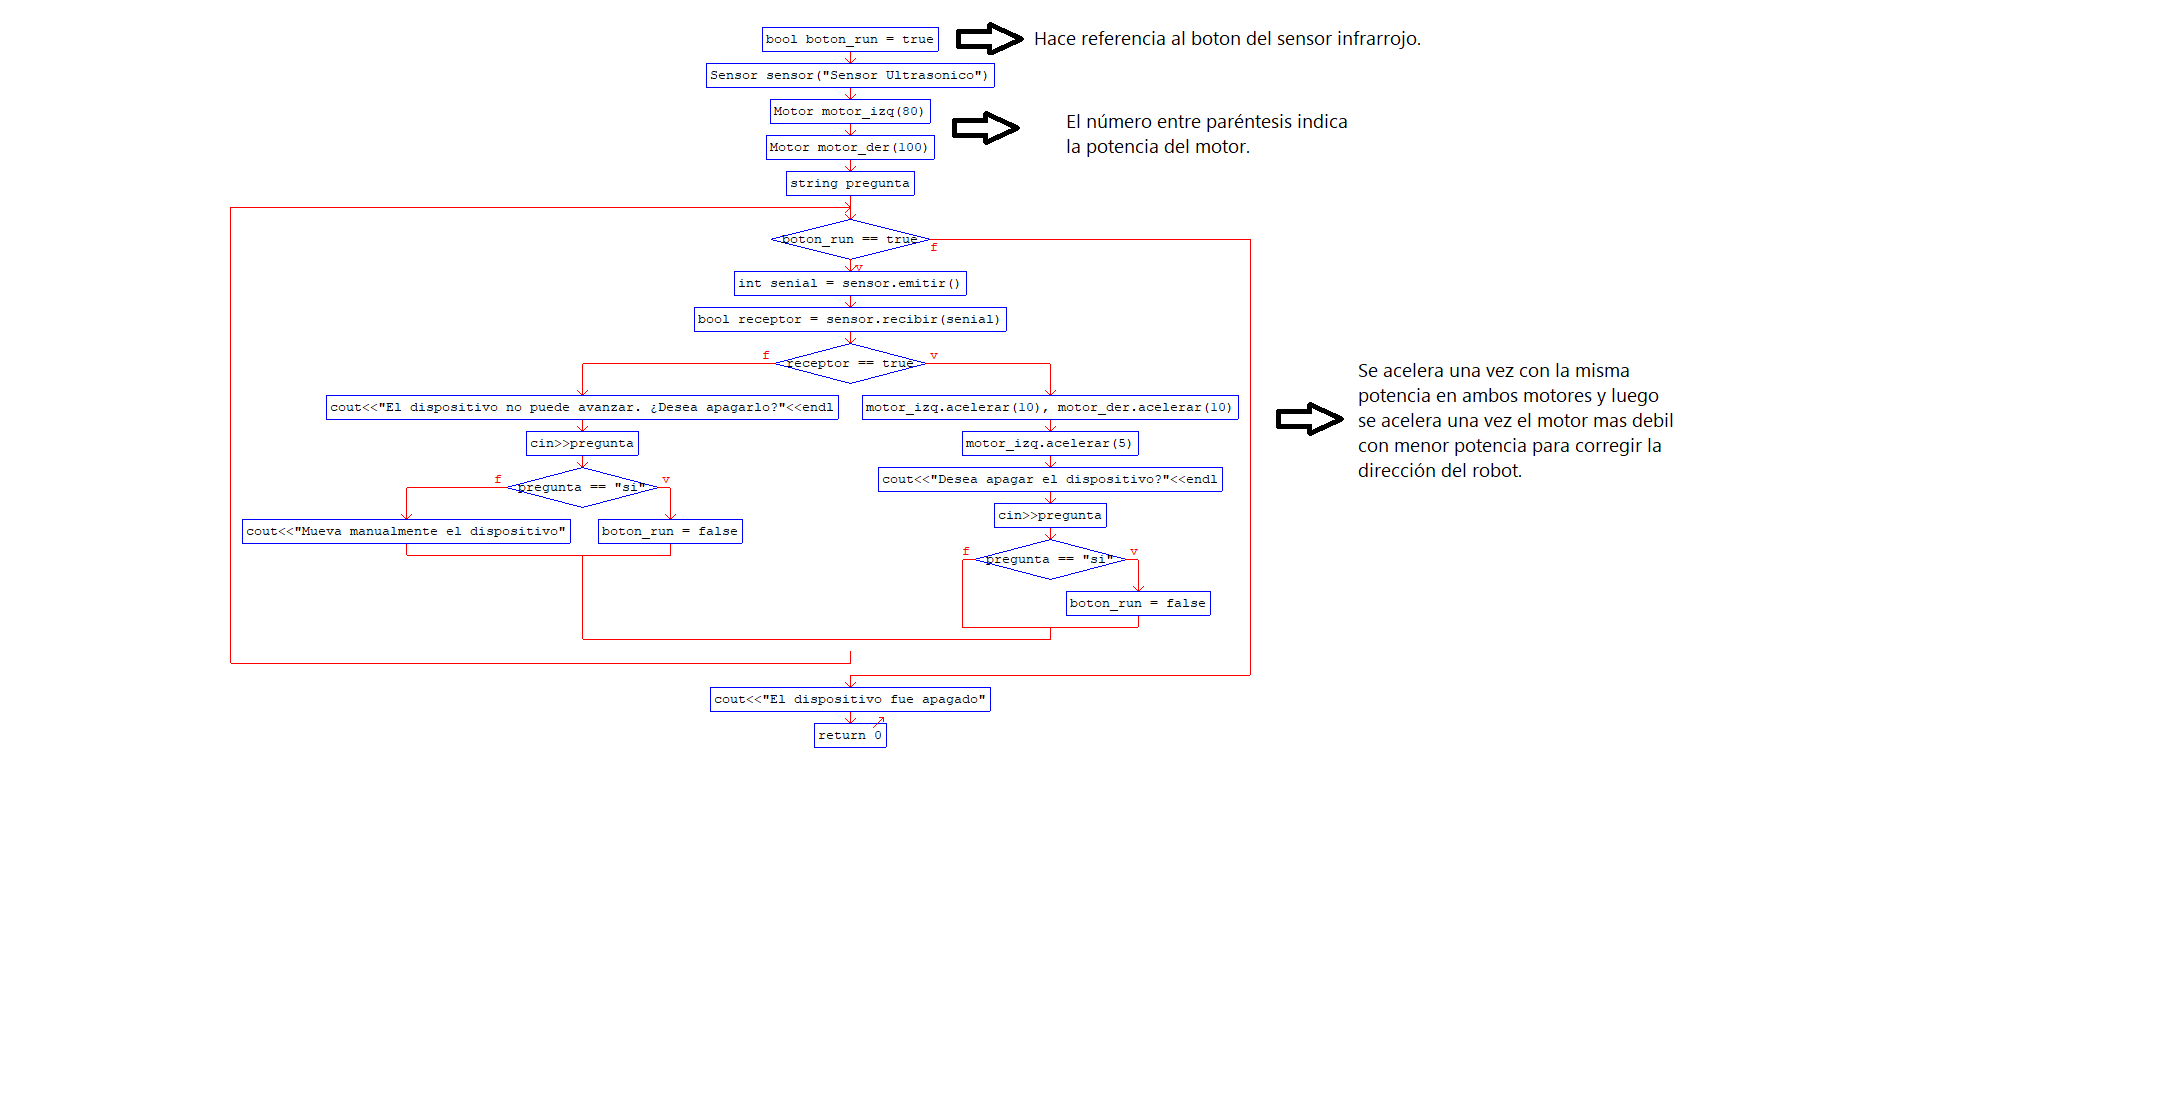 bool boton_run = true
Hace referencia al boton del sensor infrarrojo.
Sensor sensor("Sensor Ultrasonico")
Motor motor_izq(80)
El número entre paréntesis indica
la potencia del motor.
Motor motor_der(100)
string pregunta
boton_run == true
f
v
int senial = sensor.emitir()
bool receptor = sensor.recibir(senial)
f
receptor == true
v
cout<<"El dispositivo no puede avanzar. ¿Desea apagarlo?"<<endl
cin>>pregunta
f
pregunta == "si"
v
cout<<"Mueva manualmente el dispositivo"
boton_run = false
motor_izq.acelerar(10), motor_der.acelerar(10)
motor_izq.acelerar(5)
cout<<"Desea apagar el dispositivo?"<<endl
cin>>pregunta
f
pregunta == "si"
v
boton_run = false
Se acelera una vez con la misma
potencia en ambos motores y luego
se acelera una vez el motor mas debil
con menor potencia para corregir la
dirección del robot.
cout<<"El dispositivo fue apagado"
return 0